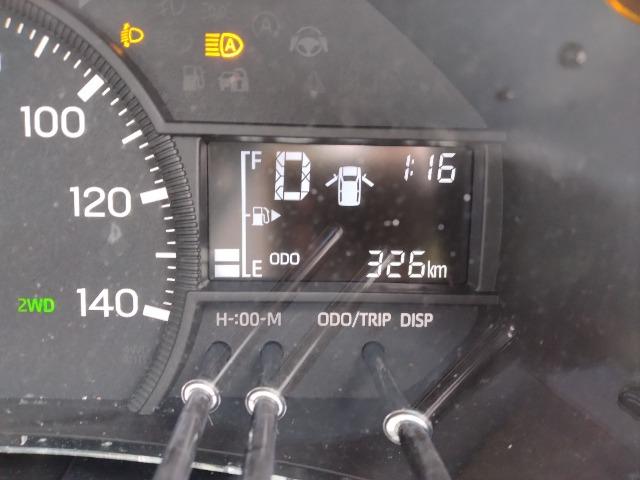 A
100
120
140
2WD
F
D
1:16
E
ODO
326km
H-:00-M
ODO/TRIP DISP